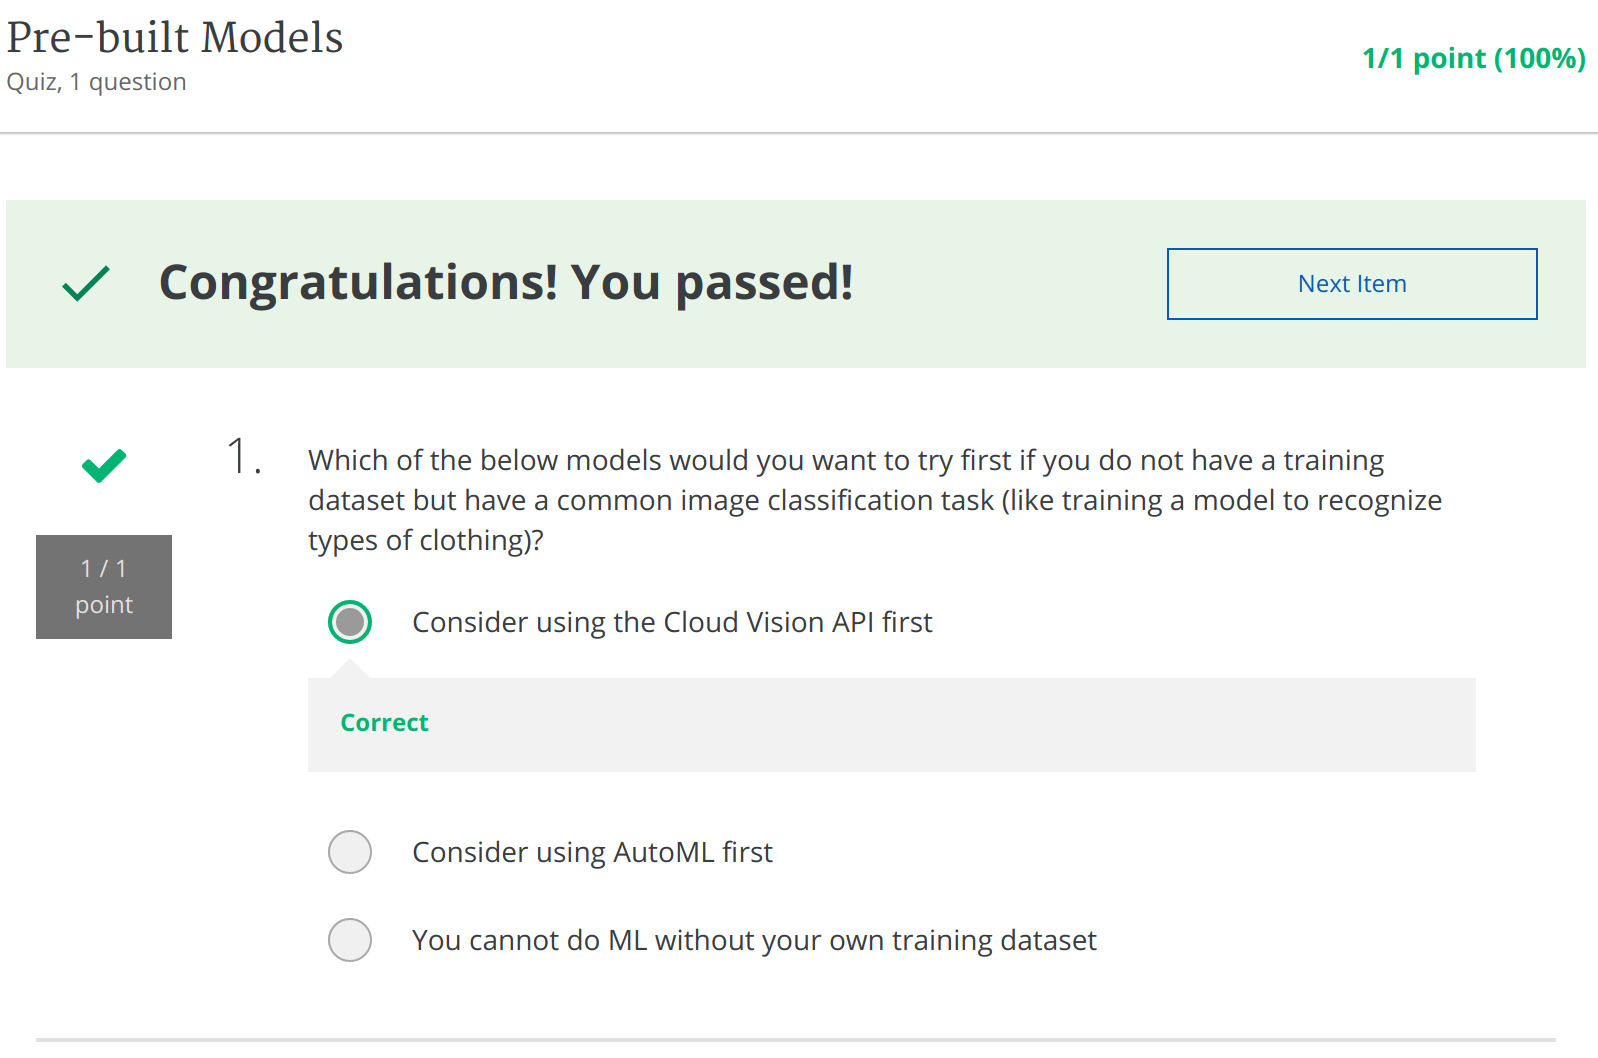 Pre-built Models
Quiz, 1 question
1/1 point (100%)
Congratulations! You passed!
Next Item
1 / 1
point
1.
Which of the below models would you want to try first if you do not have a training
dataset but have a common image classification task (like training a model to recognize
types of clothing)?
Consider using the Cloud Vision API first
Correct
Consider using AutoML first
You cannot do ML without your own training dataset